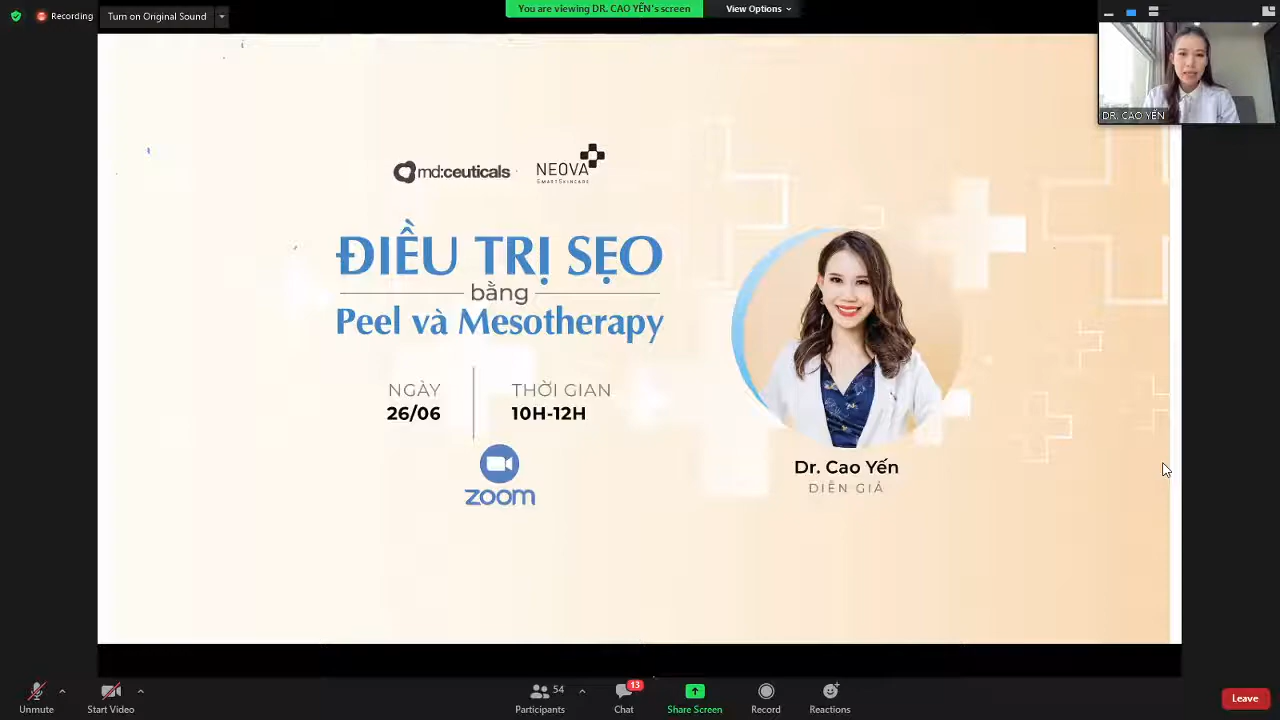 Recording
Turn on Original Sound
You are viewing DR. CAO YẾN's screen
View Options
DR. CAO YẾN
md:ceuticals
NEOVA
SMARTSKINCARE
ĐIỀU TRỊ SẸO
bằng
Peel và Mesotherapy
NGÀY
26/06
THỜI GIAN
10H-12H
zoom
Dr. Cao Yến
DIỄN GIẢ
Unmute
Start Video
54
Participants
13
Chat
Share Screen
Record
Reactions
Leave